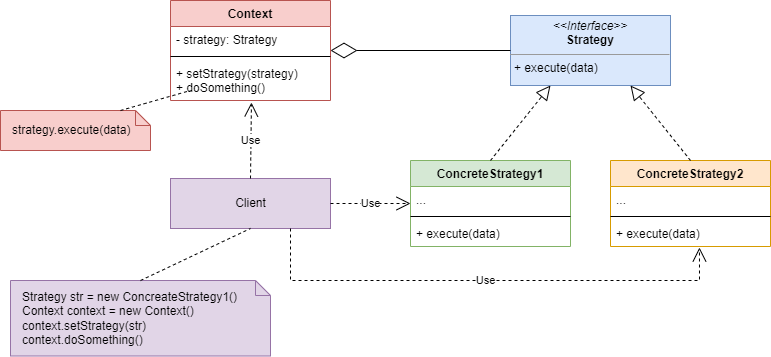 Context
- strategy: Strategy
+ setStrategy(strategy)
+ doSomething()
<<Interface>>
Strategy
+ execute(data)
strategy.execute(data)
Use
Client
Use
ConcreteStrategy1
...
+ execute(data)
ConcreteStrategy2
...
+ execute(data)
Use
Strategy str = new ConcreateStrategy1()
Context context = new Context()
context.setStrategy(str)
context.doSomething()